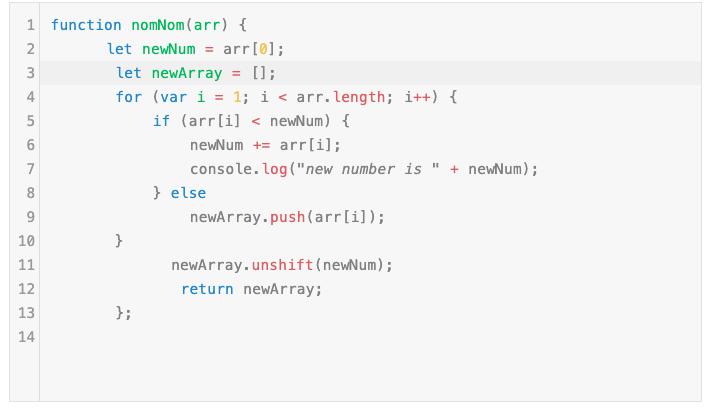 1 function nomNom(arr) {
2 let newNum = arr[0];
3 let newArray = [];
4 for (var i = 1; i < arr.length; i++) {
5 if (arr[i] < newNum) {
6 newNum += arr[i];
7 console.log("new number is " + newNum);
8 } else
9 newArray.push(arr[i]);
10 }
11 newArray.unshift(newNum);
12 return newArray;
13 };
14